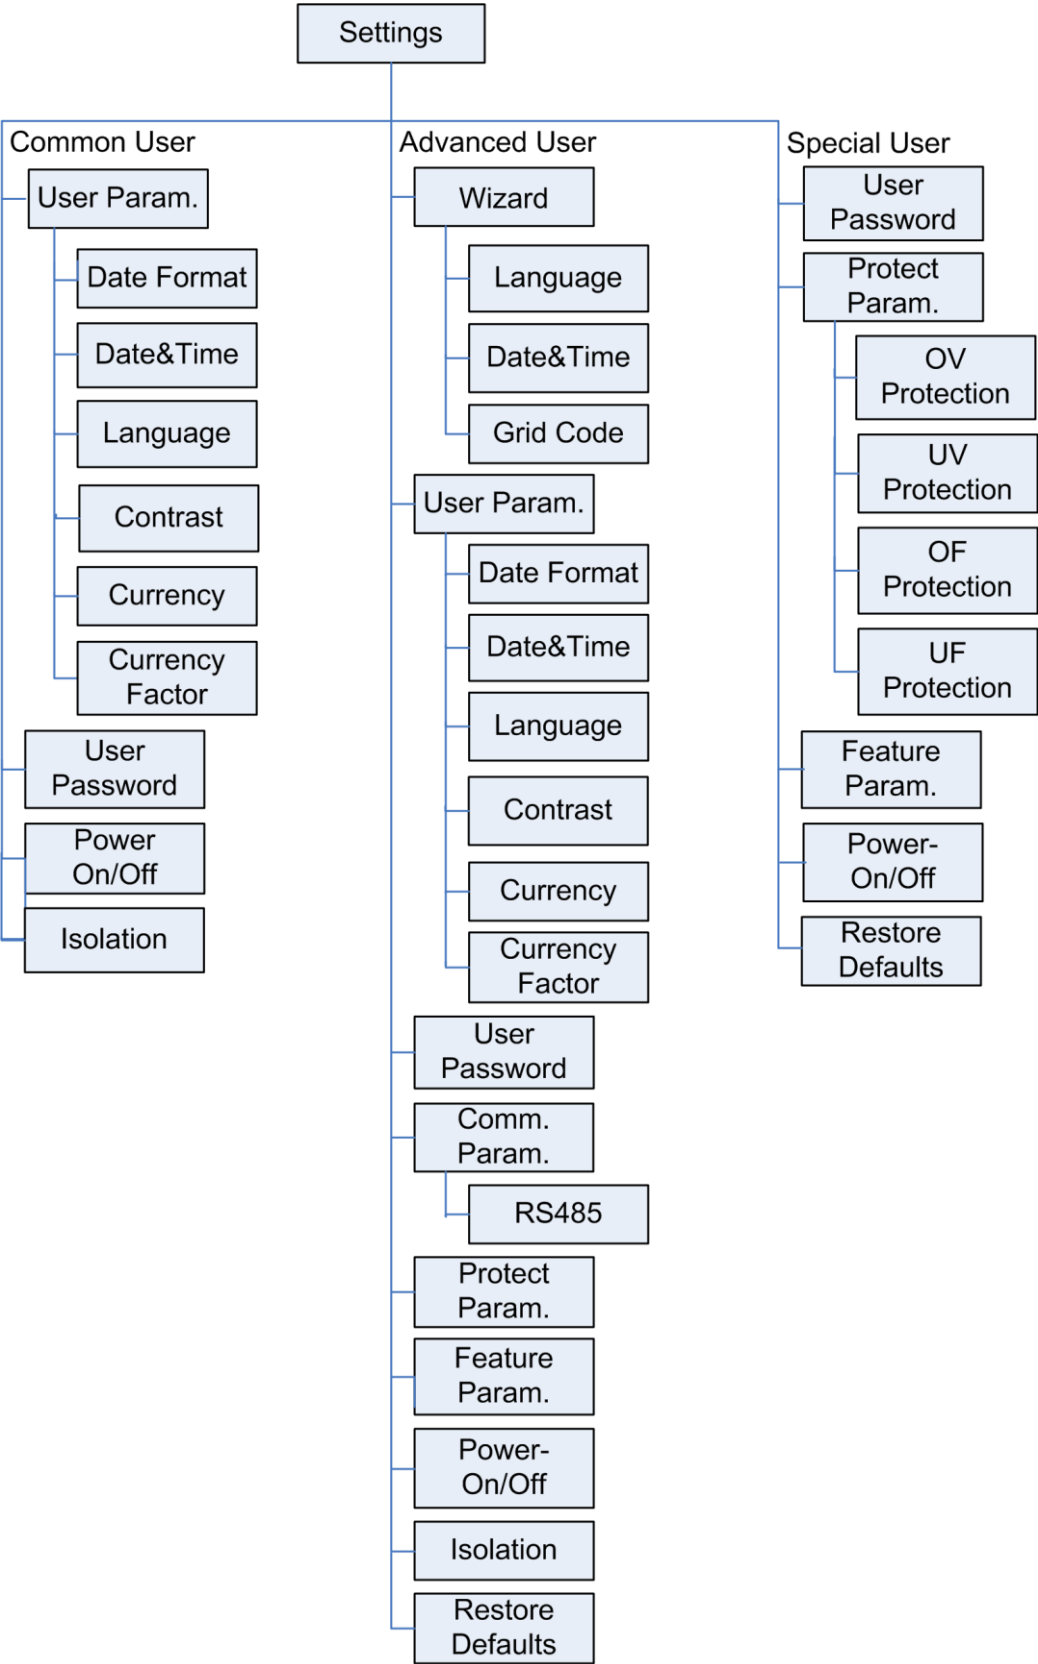 Settings
Common User
User Param.
Date Format
Date&Time
Language
Contrast
Currency
Currency
Factor
User
Password
Power
On/Off
Isolation
Advanced User
Wizard
Language
Date&Time
Grid Code
User Param.
Date Format
Date&Time
Language
Contrast
Currency
Currency
Factor
User
Password
Comm.
Param.
RS485
Protect
Param.
Feature
Param.
Power-
On/Off
Isolation
Restore
Defaults
Special User
User
Password
Protect
Param.
OV
Protection
UV
Protection
OF
Protection
UF
Protection
Feature
Param.
Power-
On/Off
Restore
Defaults